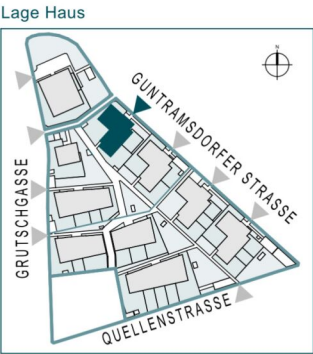 Lage Haus
N
GUNTRAMSDORFER STRASSE
GRUTSCHGASSE
QUELLENSTRASSE